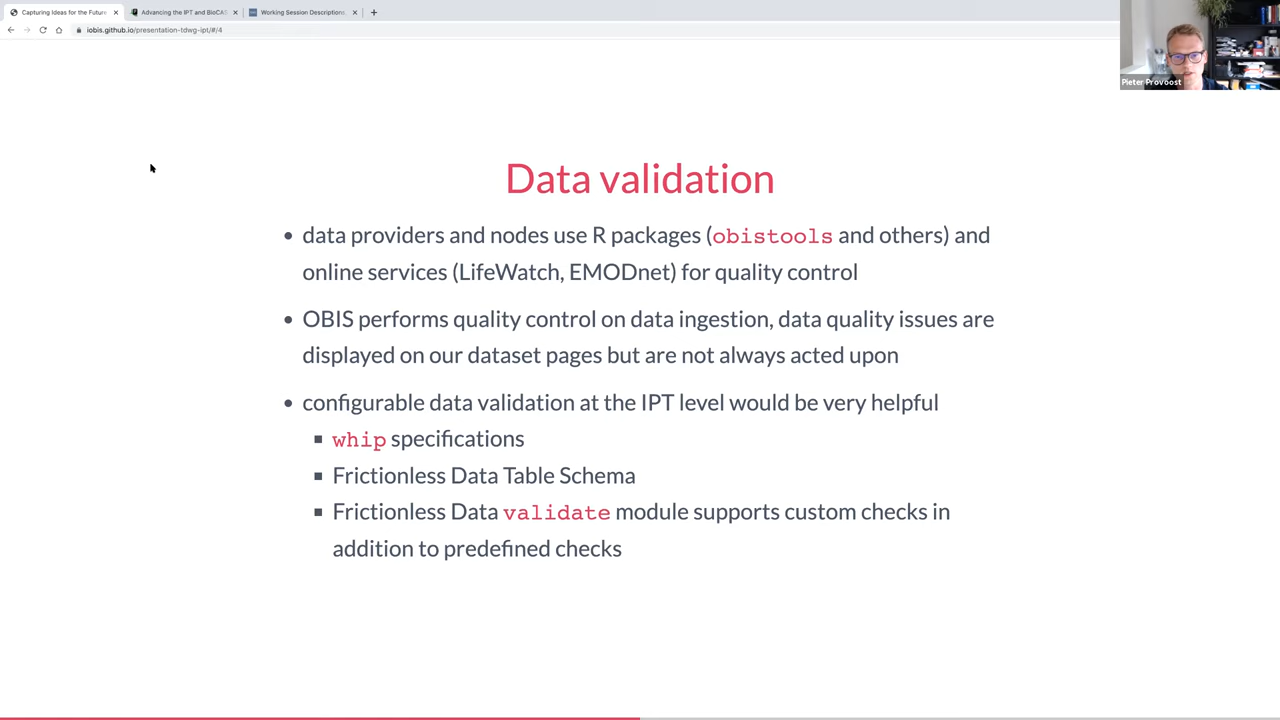 Capturing Ideas for the Future
Advancing the IPT and BioCAS
Working Session Descriptions
iobis.github.io/presentation-tdwg-ipt/#/4
Pieter Provoost
Data validation
data providers and nodes use R packages (obistools and others) and
online services (LifeWatch, EMODnet) for quality control
OBIS performs quality control on data ingestion, data quality issues are
displayed on our dataset pages but are not always acted upon
configurable data validation at the IPT level would be very helpful
whip specifications
Frictionless Data Table Schema
Frictionless Data validate module supports custom checks in
addition to predefined checks